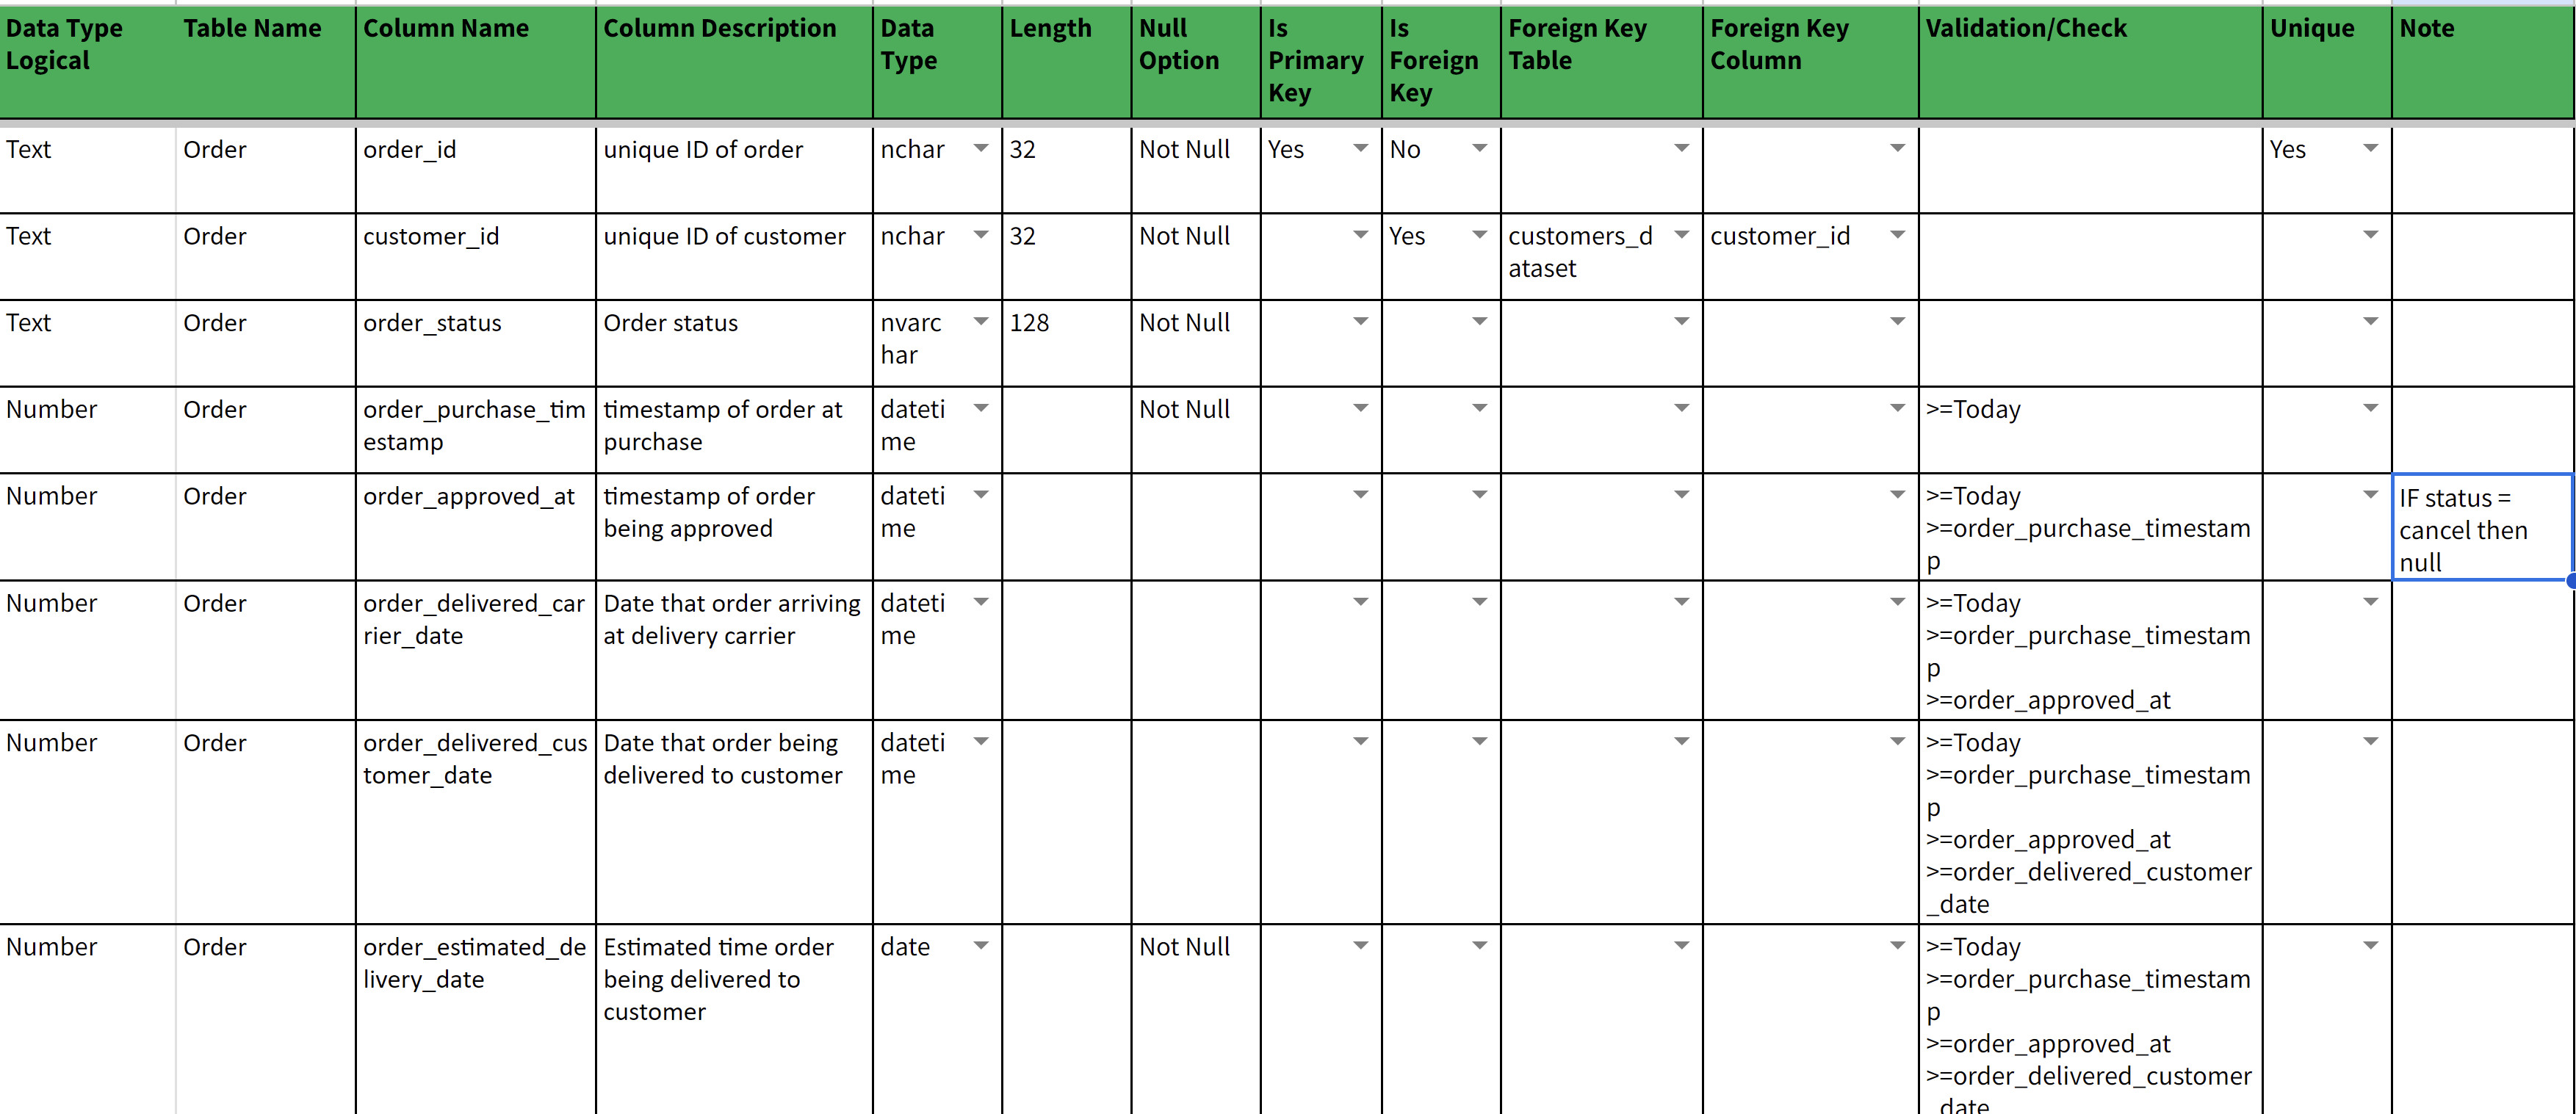 Data Type Logical	Table Name	Column Name	Column Description	Data Type	Length	Null Option	Is Primary Key	Is Foreign Key	Foreign Key Table	Foreign Key Column	Validation/Check	Unique	Note
Text	Order	order_id	unique ID of order	nchar	32	Not Null	Yes	No	Yes
Text	Order	customer_id	unique ID of customer	nchar	32	Not Null	Yes	customers_dataset	customer_id
Text	Order	order_status	Order status	nvarchar	128	Not Null
Number	Order	order_purchase_timestamp	timestamp of order at purchase	datetime	Not Null	>=Today
Number	Order	order_approved_at	timestamp of order being approved	datetime	>=Today >=order_purchase_timestamp	IF status = cancel then null
Number	Order	order_delivered_carrier_date	Date that order arriving at delivery carrier	datetime	>=Today >=order_purchase_timestamp >=order_approved_at
Number	Order	order_delivered_customer_date	Date that order being delivered to customer	datetime	>=Today >=order_purchase_timestamp >=order_approved_at >=order_delivered_customer_date
Number	Order	order_estimated_delivery_date	Estimated time order being delivered to customer	date	Not Null	>=Today >=order_purchase_timestamp >=order_approved_at >=order_delivered_customer_date